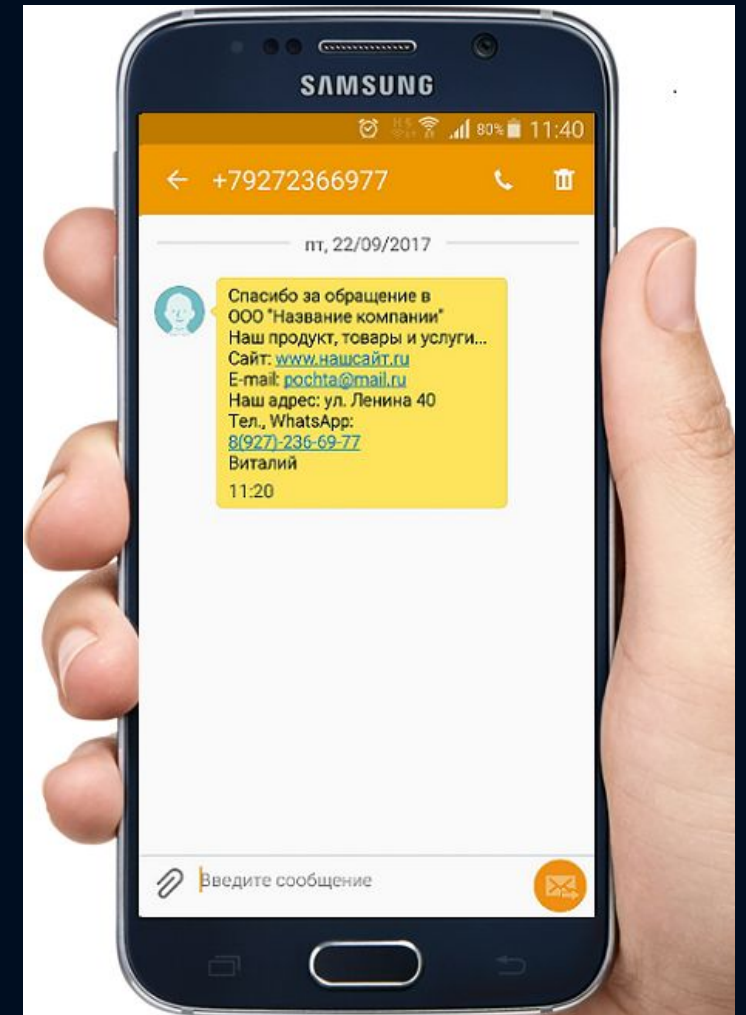 SAMSUNG
80% 11:40
+79272366977
пт, 22/09/2017
Спасибо за обращение в
ООО "Название компании"
Наш продукт, товары и услуги...
Сайт: www.нашсайт.ru
E-mail: pochta@mail.ru
Наш адрес: ул. Ленина 40
Тел., WhatsApp:
8(927)-236-69-77
Виталий
11:20
Введите сообщение